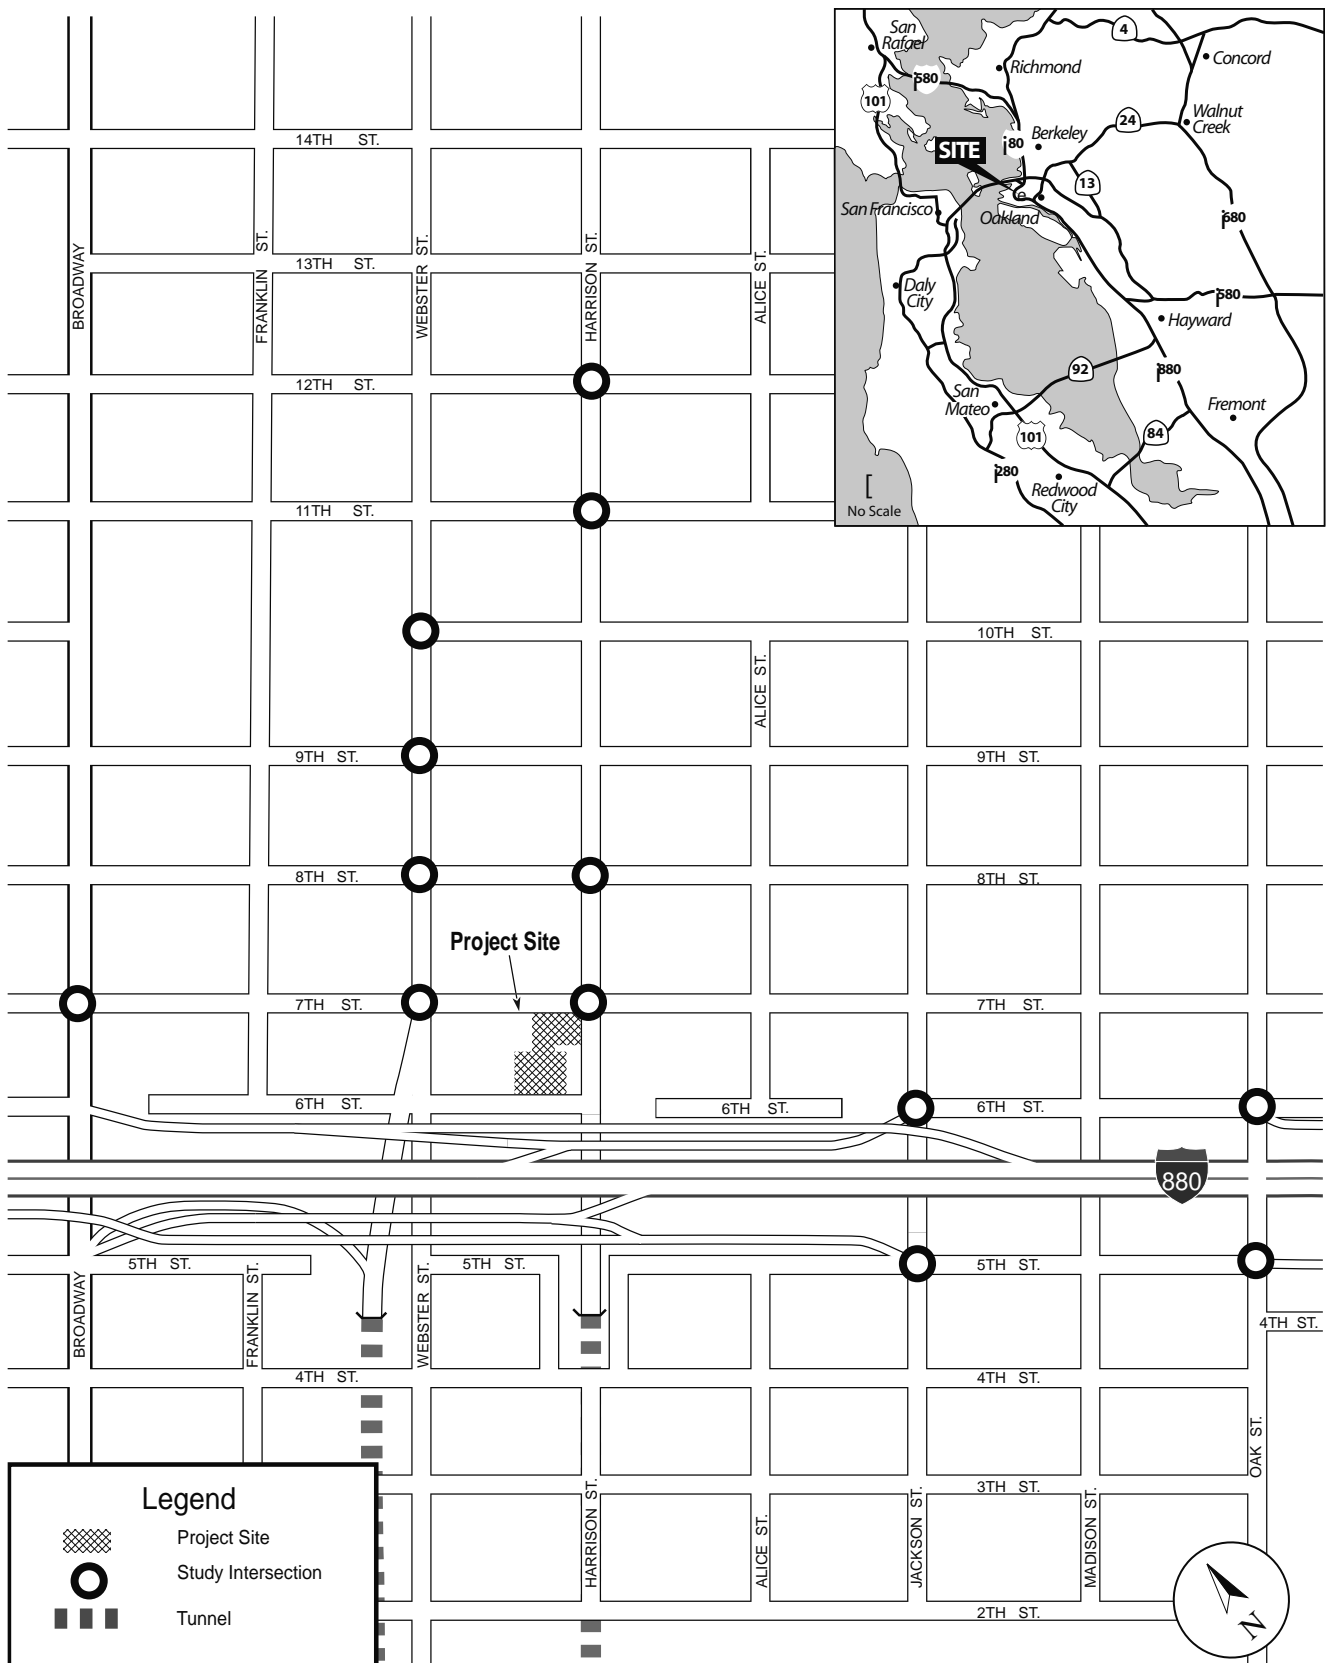 San
Rafael
Richmond
4
Concord
580
101
Walnut
Creek
24
Berkeley
80
SITE
13
San Francisco
Oakland
680
Daly
City
580
Hayward
92
880
San
Mateo
Fremont
101
84
280
Redwood
City
[
No Scale
14TH ST.
BROADWAY
FRANKLIN ST.
13TH ST.
WEBSTER ST.
HARRISON ST.
ALICE ST.
12TH ST.
11TH ST.
10TH ST.
ALICE ST.
9TH ST.
9TH ST.
8TH ST.
8TH ST.
Project Site
7TH ST.
7TH ST.
6TH ST.
6TH ST.
6TH ST.
880
5TH ST.
5TH ST.
5TH ST.
BROADWAY
FRANKLIN ST.
WEBSTER ST.
4TH ST.
4TH ST.
4TH ST.
OAK ST.
3TH ST.
HARRISON ST.
ALICE ST.
JACKSON ST.
MADISON ST.
2TH ST.
Legend
Project Site
Study Intersection
Tunnel
N